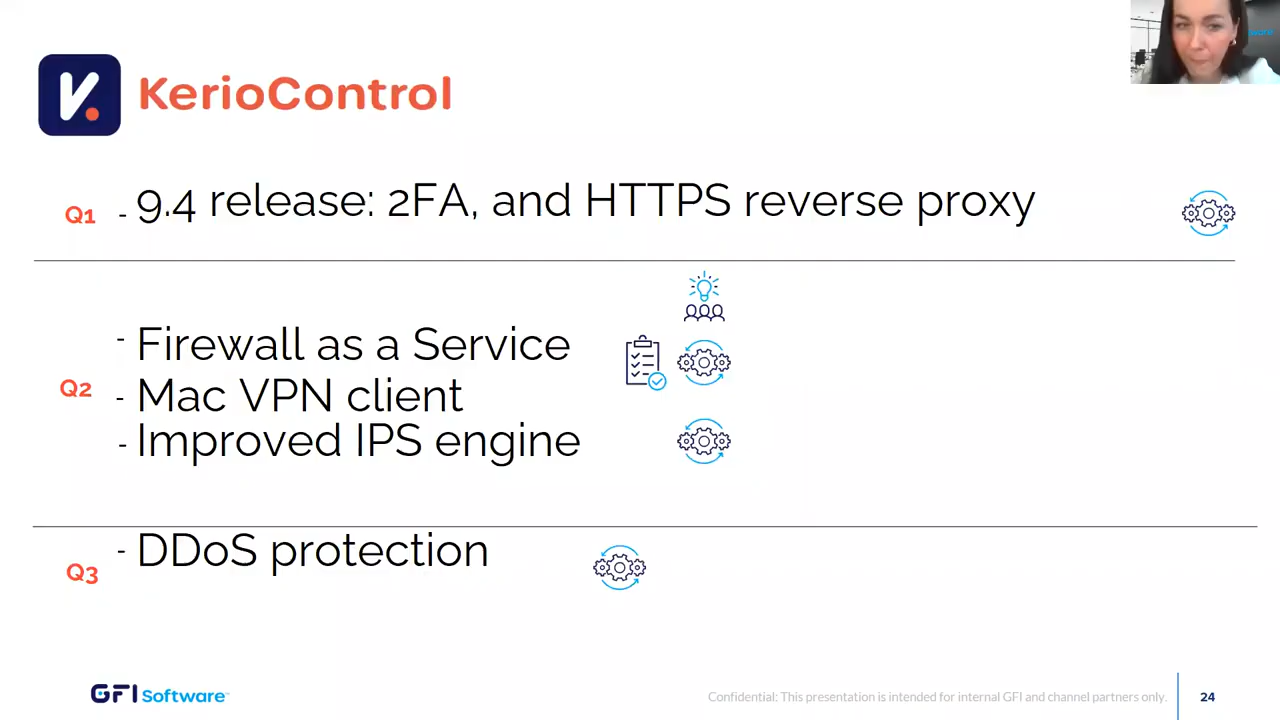 KerioControl
Q1 - 9.4 release: 2FA, and HTTPS reverse proxy
Q2
- Firewall as a Service
- Mac VPN client
- Improved IPS engine
Q3
- DDoS protection
GFI Software™
Confidential: This presentation is intended for internal GFI and channel partners only.
24